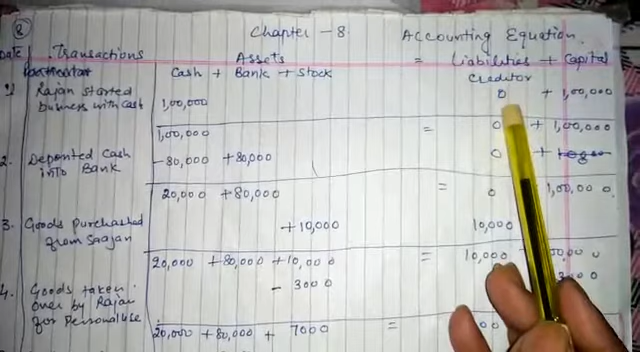 8
Chapter - 8. Accounting Equation.
Date Transactions Assets = Liabilities + Capital
Cash + Bank + Stock Creditor
1) Rajan started 0 + 1,00,000
business with cash 1,00,000
1,00,000 = 0 + 1,00,000
2. Deposited Cash -80,000 +80,000 0 +
into Bank
20,000 +80,000 = 0 1,00,000
3. Goods purchased +10,000 10,000
from Saajan
20,000 +80,000 +10,000 = 10,000
4. Goods taken - 3000
over by Rajan
for Personal use 20,000 +80,000 + 7000 =